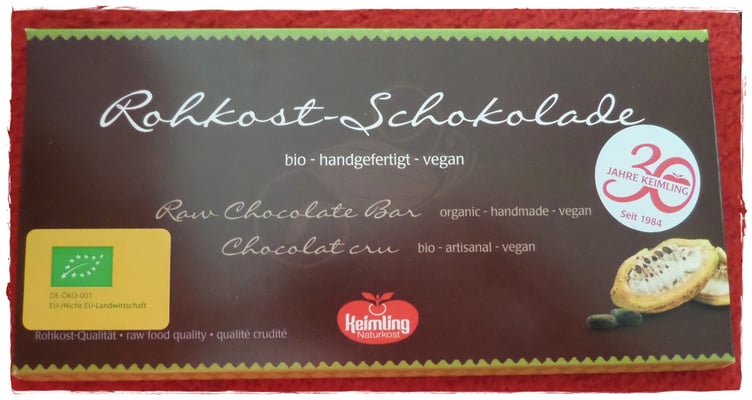 Rohkost-Schokolade
bio - handgefertigt - vegan
30
JAHRE KEIMLING
Seit 1984
Raw Chocolate Bar organic - handmade - vegan
Chocolat cru bio - artisanal - vegan
DE-ÖKO-001
EU-/Nicht-EU-Landwirtschaft
Keimling
Naturkost
Rohkost-Qualität • raw food quality • qualité crudité